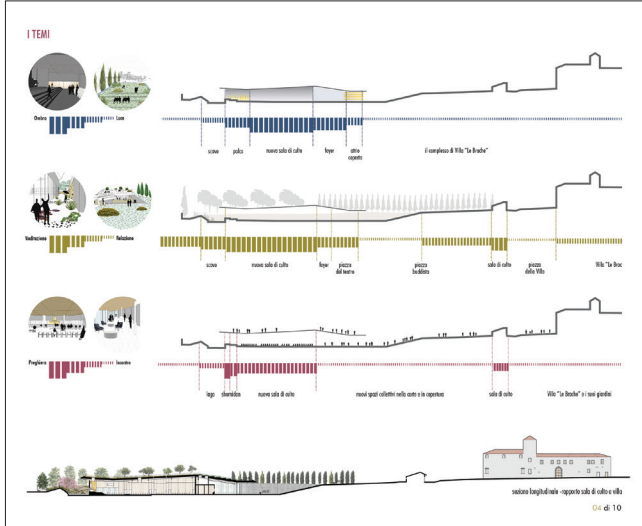 I TEMI
Ombra
Luce
scavo
palco
nuova sala di culto
foyer
atrio
coperto
il complesso di Villa "Le Brache"
Meditazione
Relazione
scavo
nuova sala di culto
foyer
piazza
del teatro
piazza
buddista
sala di culto
piazza
della Villa
Villa "Le Brac
Preghiera
Incontro
lago
shumidan
nuova sala di culto
nuovi spazi collettivi nella corte e in copertura
sala di culto
Villa "Le Brache" e i suoi giardini
sezione longitudinale - rapporto sala di culto e villa
04 di 10